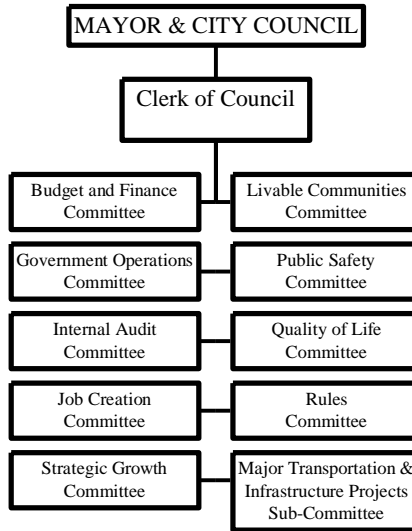 MAYOR & CITY COUNCIL
Clerk of Council
Budget and Finance
Committee
Livable Communities
Committee
Government Operations
Committee
Public Safety
Committee
Internal Audit
Committee
Quality of Life
Committee
Job Creation
Committee
Rules
Committee
Strategic Growth
Committee
Major Transportation &
Infrastructure Projects
Sub-Committee